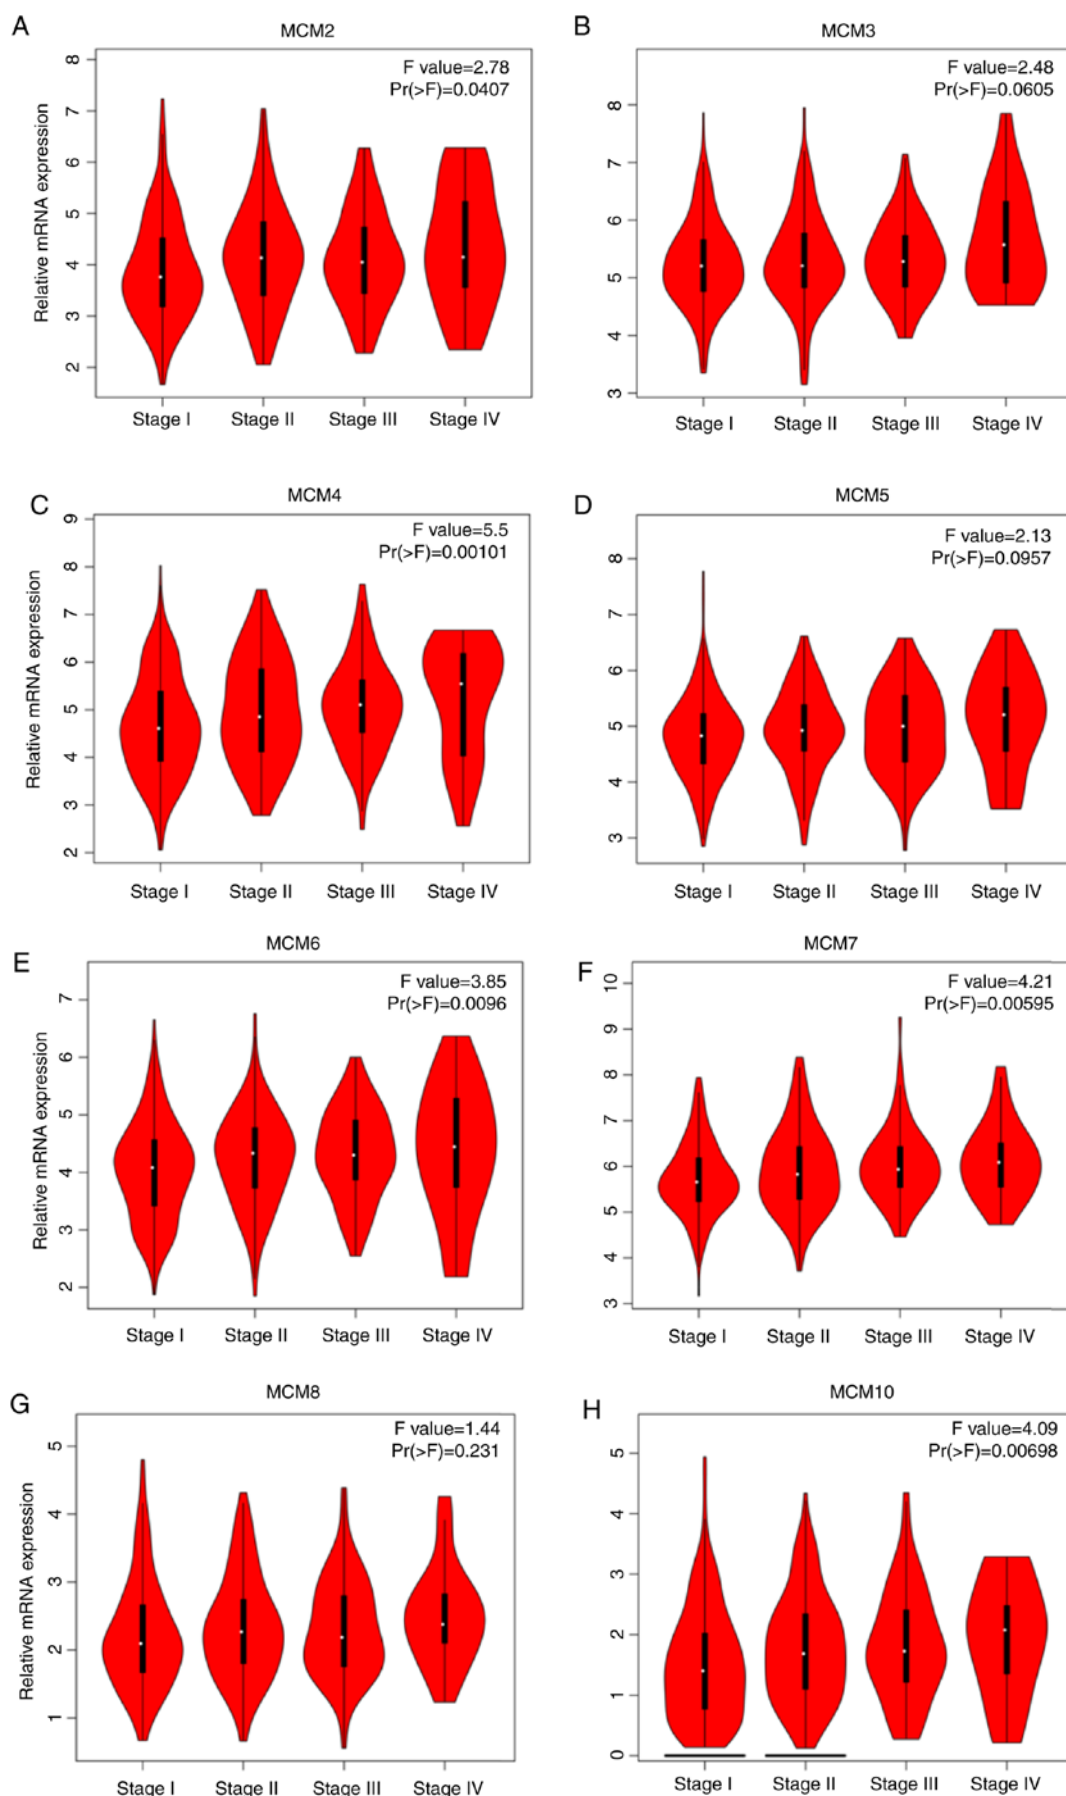 A
MCM2
F value=2.78
Pr(>F)=0.0407
Relative mRNA expression
8
7
6
5
4
3
2
Stage I Stage II Stage III Stage IV
B
MCM3
F value=2.48
Pr(>F)=0.0605
8
7
6
5
4
3
Stage I Stage II Stage III Stage IV
C
MCM4
F value=5.5
Pr(>F)=0.00101
Relative mRNA expression
9
8
7
6
5
4
3
2
Stage I Stage II Stage III Stage IV
D
MCM5
F value=2.13
Pr(>F)=0.0957
8
7
6
5
4
3
Stage I Stage II Stage III Stage IV
E
MCM6
F value=3.85
Pr(>F)=0.0096
Relative mRNA expression
7
6
5
4
3
2
Stage I Stage II Stage III Stage IV
F
MCM7
F value=4.21
Pr(>F)=0.00595
10
9
8
7
6
5
4
3
Stage I Stage II Stage III Stage IV
G
MCM8
F value=1.44
Pr(>F)=0.231
Relative mRNA expression
5
4
3
2
1
Stage I Stage II Stage III Stage IV
H
MCM10
F value=4.09
Pr(>F)=0.00698
5
4
3
2
1
0
Stage I Stage II Stage III Stage IV